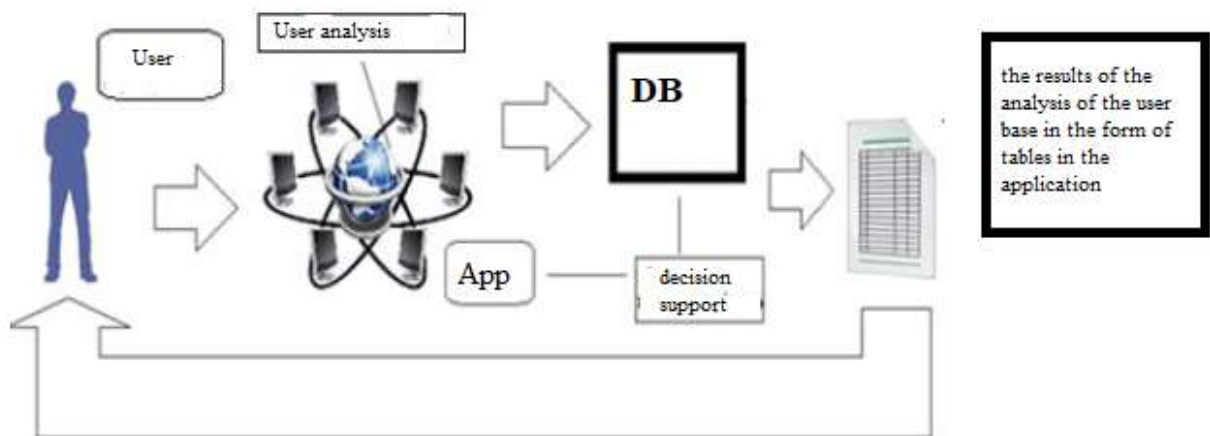 User
User analysis
DB
App
decision
support
the results of the
analysis of the user
base in the form of
tables in the
application